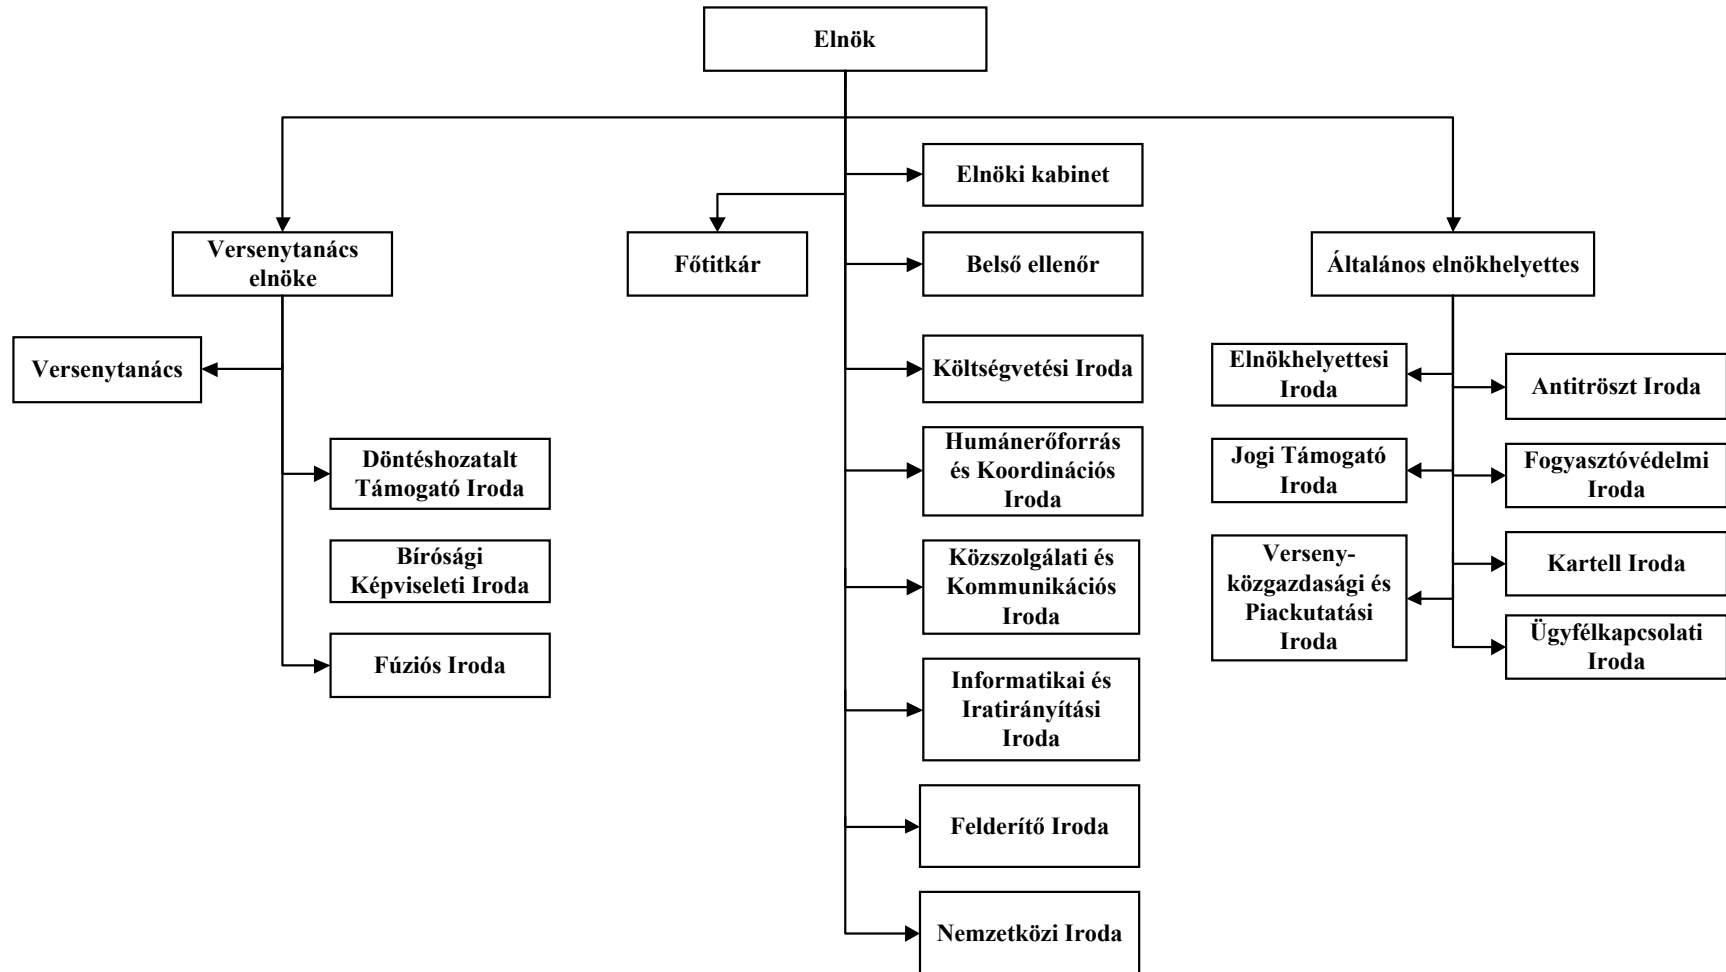 Elnök
Versenytanács
elnöke
Versenytanács
Döntéshozatalt
Támogató Iroda
Bírósági
Képviseleti Iroda
Fúziós Iroda
Főtitkár
Elnöki kabinet
Belső ellenőr
Költségvetési Iroda
Humánerőforrás
és Koordinációs
Iroda
Közszolgálati és
Kommunikációs
Iroda
Informatikai és
Iratirányítási
Iroda
Felderítő Iroda
Nemzetközi Iroda
Általános elnökhelyettes
Elnökhelyettesi
Iroda
Jogi Támogató
Iroda
Verseny-
közgazdasági és
Piackutatási
Iroda
Antitröszt Iroda
Fogyasztóvédelmi
Iroda
Kartell Iroda
Ügyfélkapcsolati
Iroda